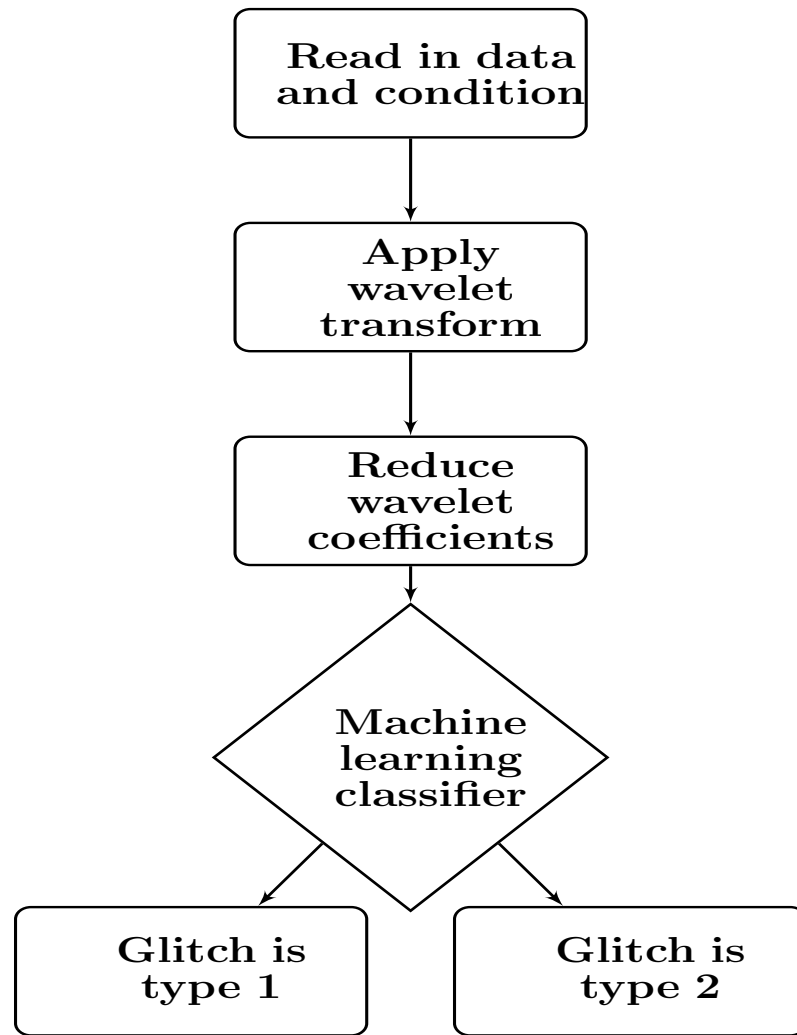 Read in data
and condition
Apply
wavelet
transform
Reduce
wavelet
coefficients
Machine
learning
classifier
Glitch is
type 1
Glitch is
type 2